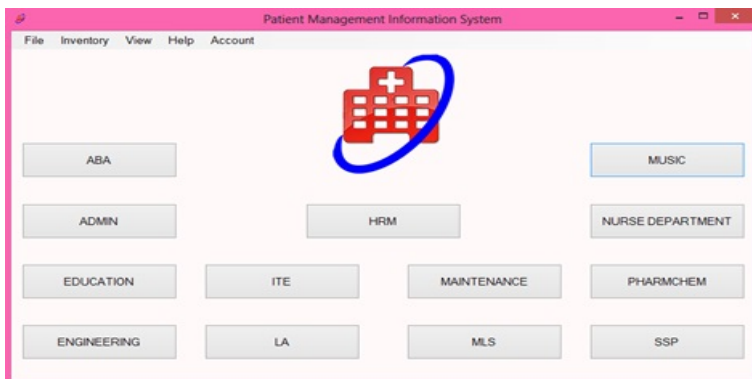 Patient Management Information System
File Inventory View Help Account
ABA MUSIC
ADMIN HRM NURSE DEPARTMENT
EDUCATION ITE MAINTENANCE PHARMCHEM
ENGINEERING LA MLS SSP